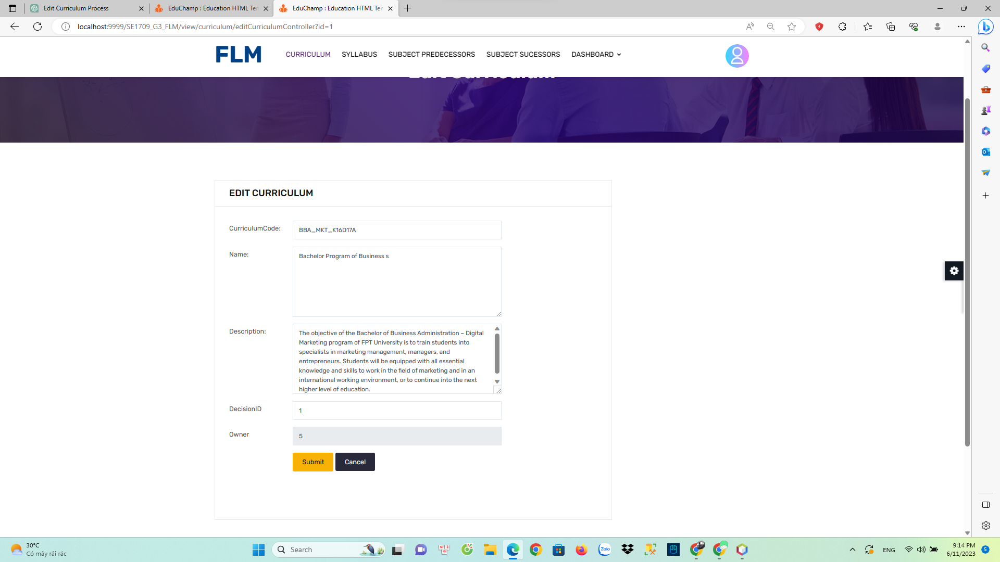 Edit Curriculum Process
EduChamp : Education HTML Ter
EduChamp : Education HTML Ter
localhost:9999/SE1709_G3_FLM/view/curriculum/editCurriculumController?id=1
FLM
CURRICULUM
SYLLABUS
SUBJECT PREDECESSORS
SUBJECT SUCESSORS
DASHBOARD
Edit Curriculum
EDIT CURRICULUM
CurriculumCode:
BBA_MKT_K16D17A
Name:
Bachelor Program of Business s
Description:
The objective of the Bachelor of Business Administration – Digital
Marketing program of FPT University is to train students into
specialists in marketing management, managers, and
entrepreneurs. Students will be equipped with all essential
knowledge and skills to work in the field of marketing and in an
international working environment, or to continue into the next
higher level of education.
DecisionID
1
Owner
5
Submit
Cancel
30°C
Có mây rải rác
Search
Zalo
ENG
9:14 PM
6/11/2023
5